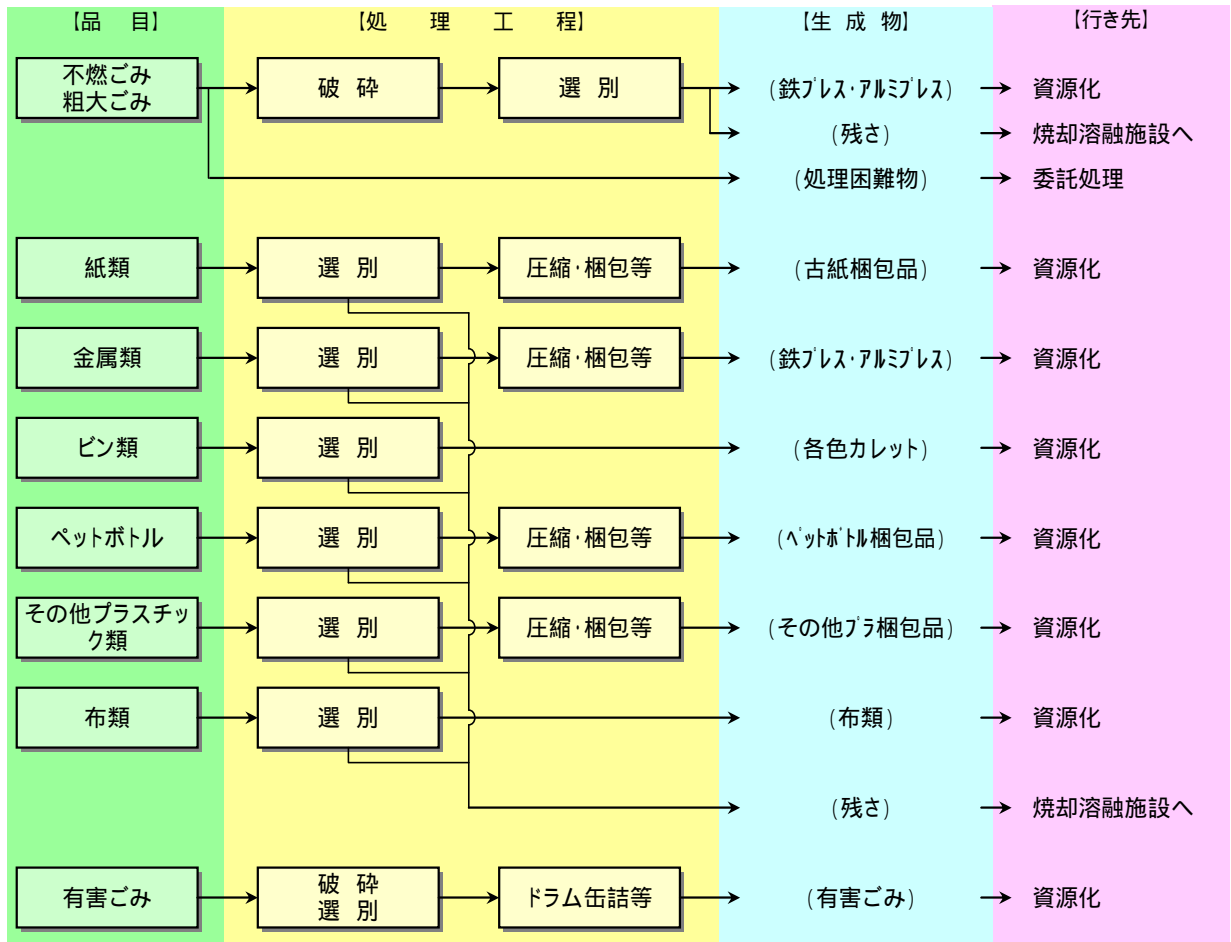 【品　目】　【処　理　工　程】　【生 成 物】　【行き先】
不燃ごみ
粗大ごみ
破 砕
選 別
(鉄ﾌﾟﾚｽ・ｱﾙﾐﾌﾟﾚｽ)
資源化
(残さ)
焼却溶融施設へ
(処理困難物)
委託処理
紙類
選 別
圧縮・梱包等
(古紙梱包品)
資源化
金属類
選 別
圧縮・梱包等
(鉄ﾌﾟﾚｽ・ｱﾙﾐﾌﾟﾚｽ)
資源化
ビン類
選 別
(各色カレット)
資源化
ペットボトル
選 別
圧縮・梱包等
(ﾍﾟｯﾄﾎﾞﾄﾙ梱包品)
資源化
その他プラスチッ
ク類
選 別
圧縮・梱包等
(その他ﾌﾟﾗ梱包品)
資源化
布類
選 別
(布類)
資源化
(残さ)
焼却溶融施設へ
有害ごみ
破 砕
選 別
ドラム缶詰等
(有害ごみ)
資源化